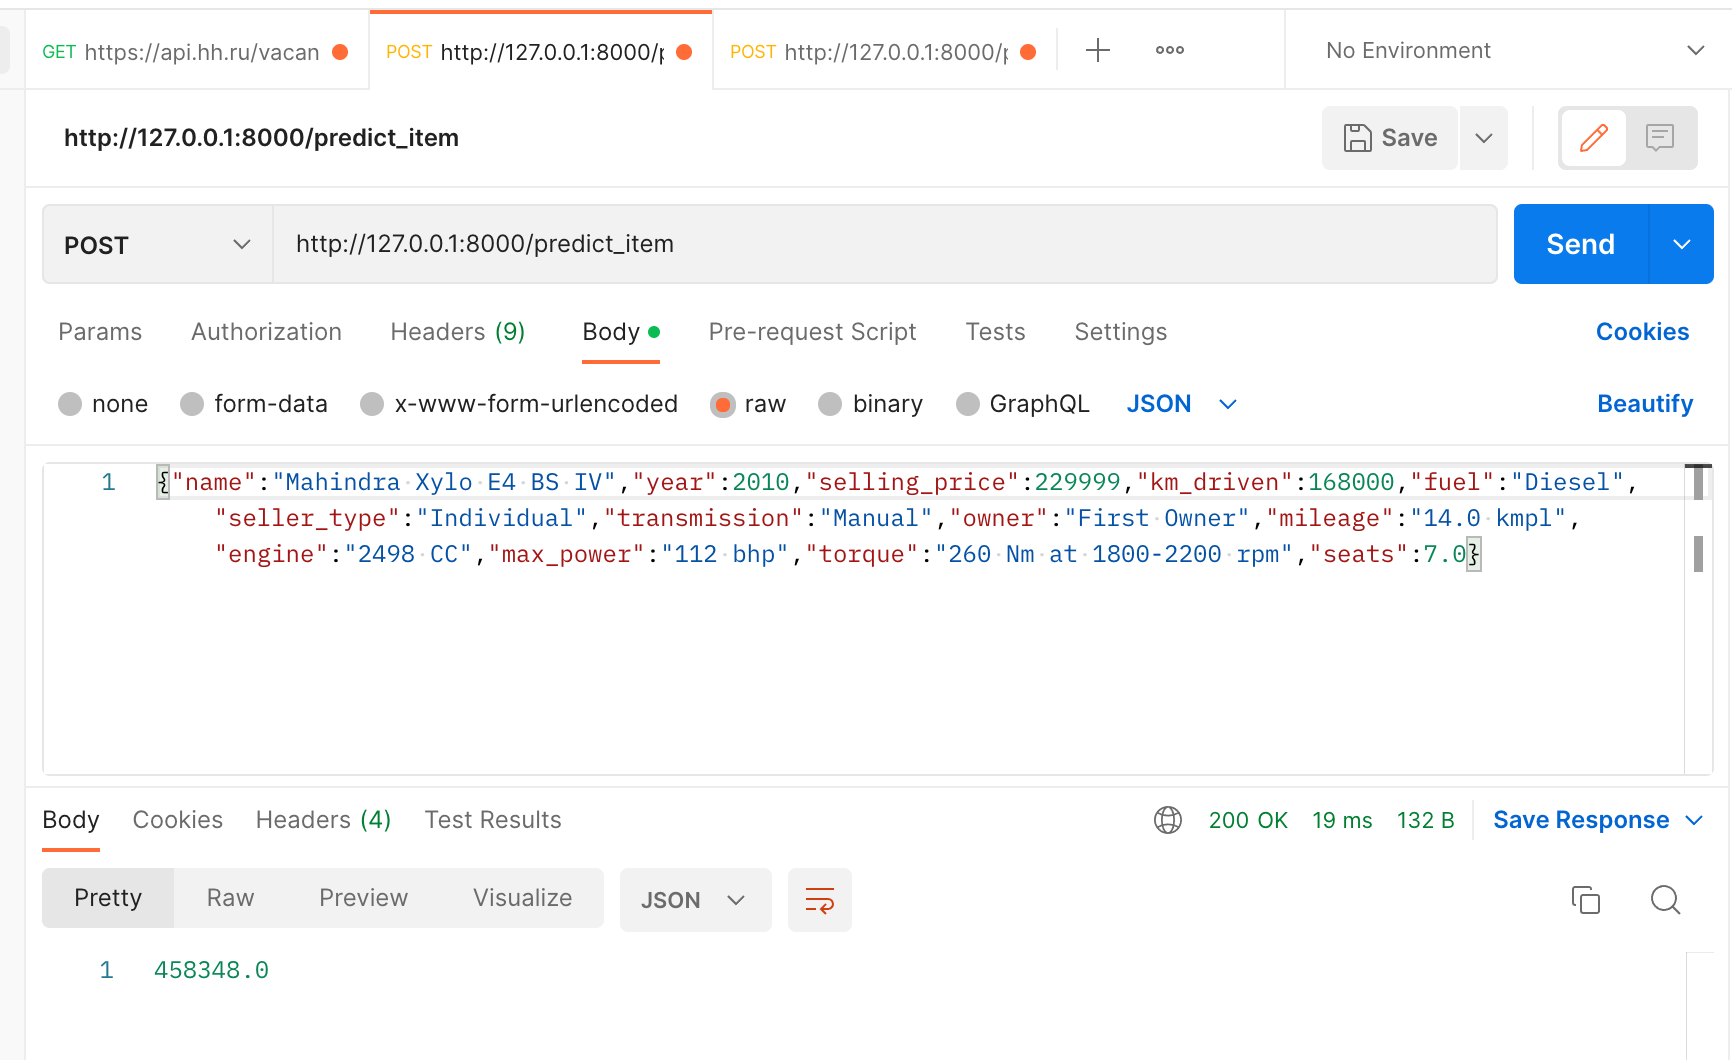 GET https://api.hh.ru/vacan POST http://127.0.0.1:8000/p POST http://127.0.0.1:8000/p No Environment
http://127.0.0.1:8000/predict_item Save
POST http://127.0.0.1:8000/predict_item Send
Params Authorization Headers (9) Body Pre-request Script Tests Settings Cookies
none form-data x-www-form-urlencoded raw binary GraphQL JSON Beautify
1 {"name":"Mahindra Xylo E4 BS IV","year":2010,"selling_price":229999,"km_driven":168000,"fuel":"Diesel",
"seller_type":"Individual","transmission":"Manual","owner":"First Owner","mileage":"14.0 kmpl",
"engine":"2498 CC","max_power":"112 bhp","torque":"260 Nm at 1800-2200 rpm","seats":7.0}
Body Cookies Headers (4) Test Results 200 OK 19 ms 132 B Save Response
Pretty Raw Preview Visualize JSON
1 458348.0